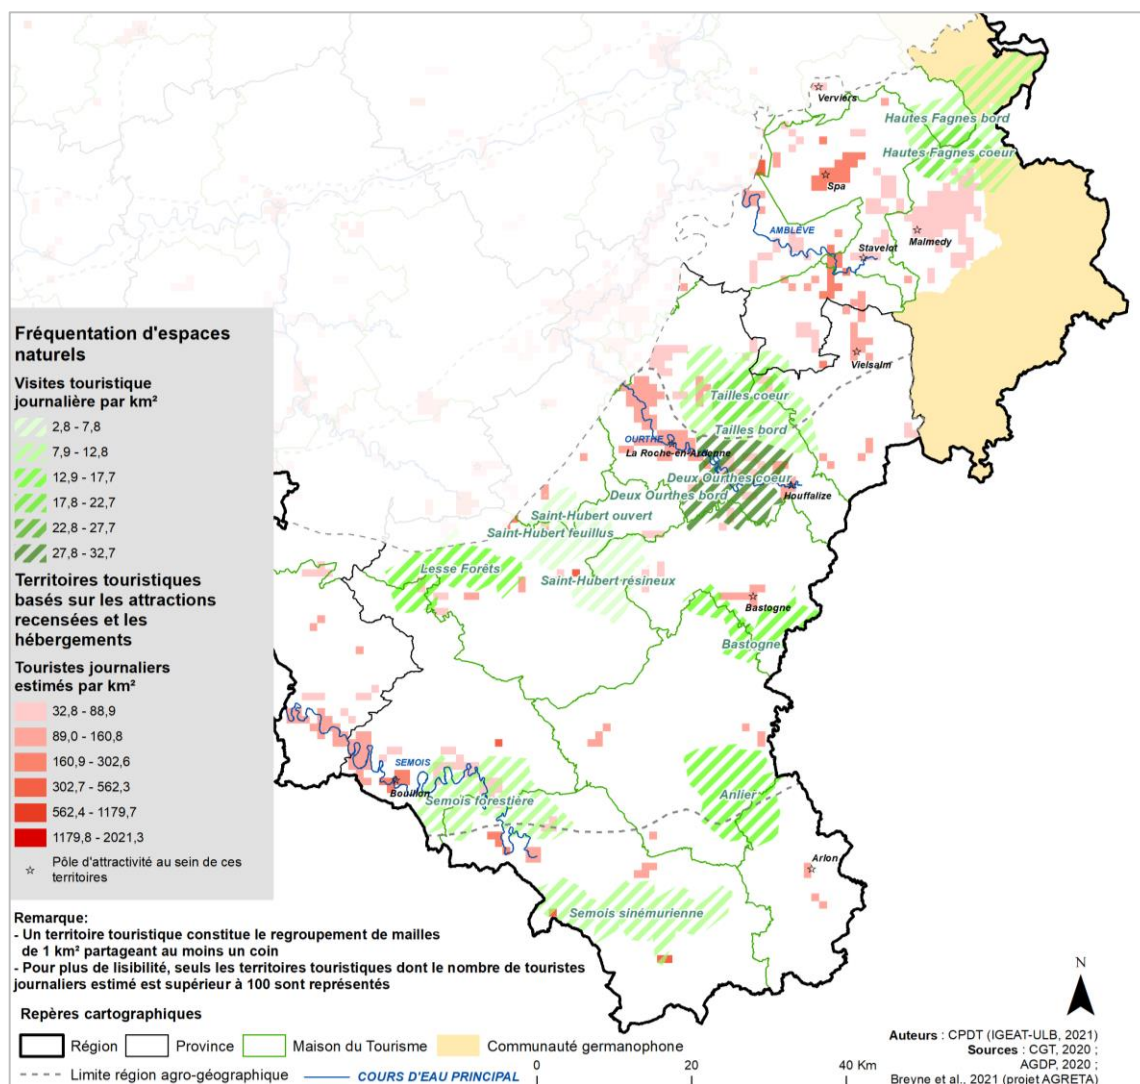 Verviers
Hautes Fagnes bord
Hautes Fagnes coeur
Spa
AMBLÈVE
Stavelot
Malmedy
Vielsalm
Tailles coeur
Tailles bord
OURTHE
La Roche-en-Ardenne
Deux Ourthes coeur
Deux Ourthes bord
Houffalize
Saint-Hubert ouvert
Saint-Hubert feuillus
Lesse Forêts
Saint-Hubert résineux
Bastogne
Bastogne
SEMOIS
Bouillon
Semois forestière
Anlier
Arlon
Semois sinémurienne
Fréquentation d'espaces
naturels
Visites touristique
journalière par km²
2,8 - 7,8
7,9 - 12,8
12,9 - 17,7
17,8 - 22,7
22,8 - 27,7
27,8 - 32,7
Territoires touristiques
basés sur les attractions
recensées et les
hébergements
Touristes journaliers
estimés par km²
32,8 - 88,9
89,0 - 160,8
160,9 - 302,6
302,7 - 562,3
562,4 - 1179,7
1179,8 - 2021,3
Pôle d'attractivité au sein de ces
territoires
Remarque:
- Un territoire touristique constitue le regroupement de mailles
de 1 km² partageant au moins un coin
- Pour plus de lisibilité, seuls les territoires touristiques dont le nombre de touristes
journaliers estimé est supérieur à 100 sont représentés
Repères cartographiques
Région Province Maison du Tourisme Communauté germanophone
Limite région agro-géographique COURS D'EAU PRINCIPAL
0 20 40 Km
N
Auteurs : CPDT (IGEAT-ULB, 2021)
Sources : CGT, 2020 ;
AGDP, 2020 ;
Breyne et al., 2021 (projet AGRETA)